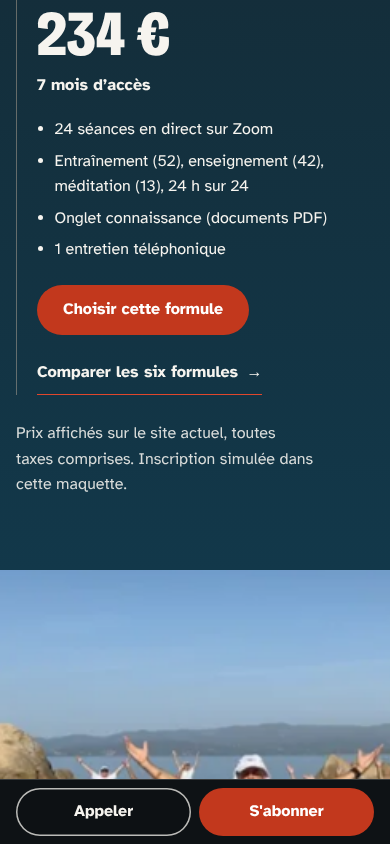 234 €
7 mois d’accès
• 24 séances en direct sur Zoom
• Entraînement (52), enseignement (42),
méditation (13), 24 h sur 24
• Onglet connaissance (documents PDF)
• 1 entretien téléphonique
Choisir cette formule
Comparer les six formules →
Prix affichés sur le site actuel, toutes
taxes comprises. Inscription simulée dans
cette maquette.
Appeler
S'abonner